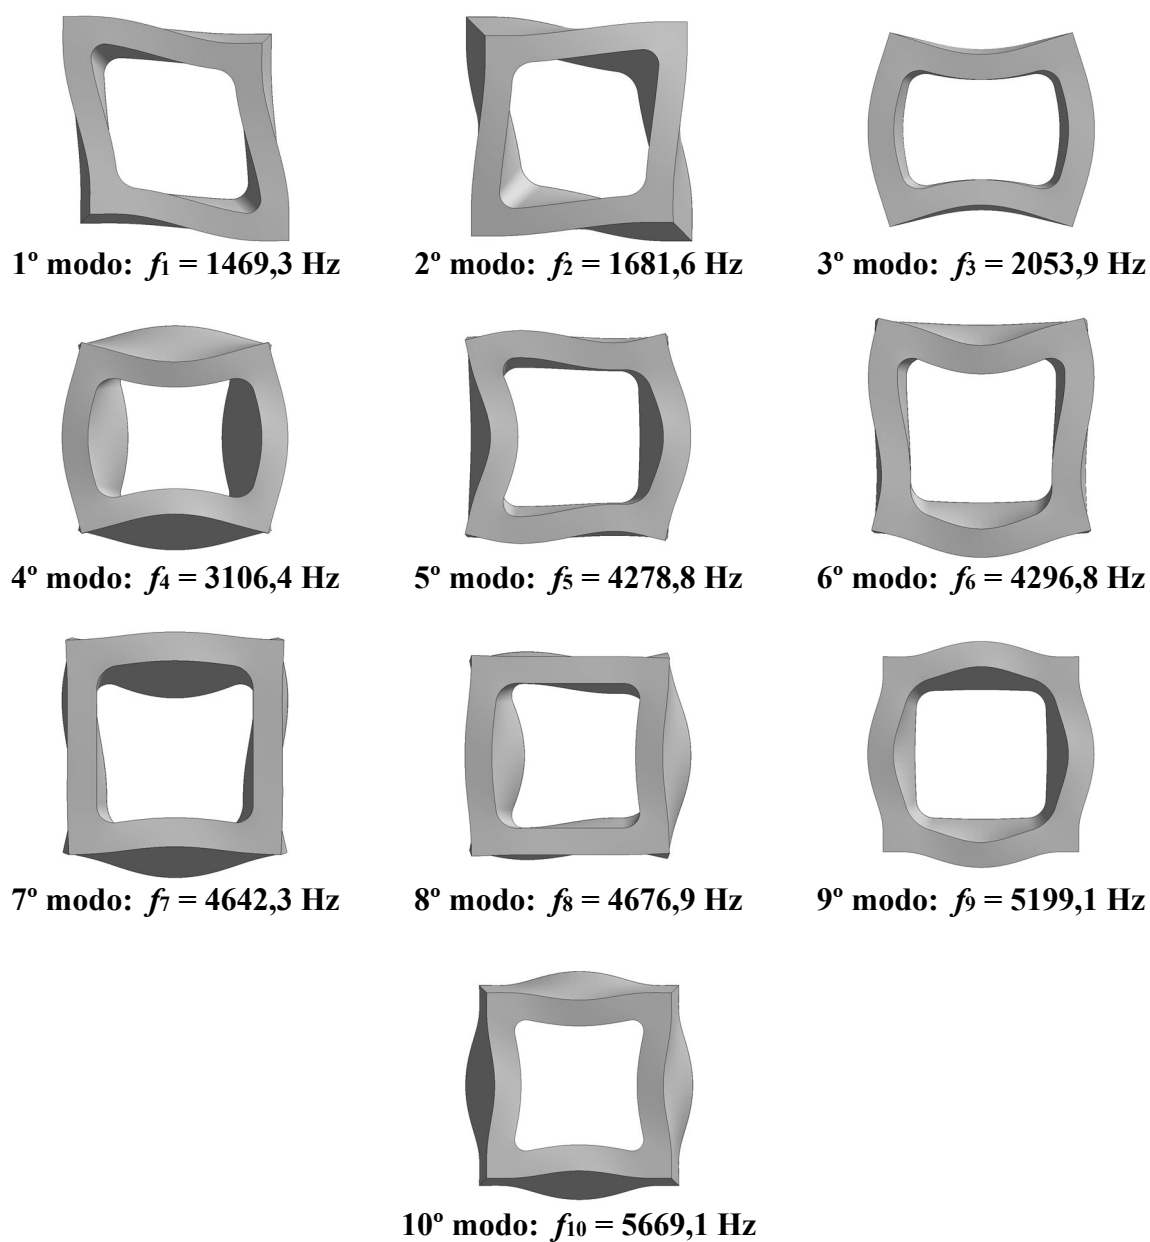 1º modo: f1 = 1469,3 Hz
2º modo: f2 = 1681,6 Hz
3º modo: f3 = 2053,9 Hz
4º modo: f4 = 3106,4 Hz
5º modo: f5 = 4278,8 Hz
6º modo: f6 = 4296,8 Hz
7º modo: f7 = 4642,3 Hz
8º modo: f8 = 4676,9 Hz
9º modo: f9 = 5199,1 Hz
10º modo: f10 = 5669,1 Hz